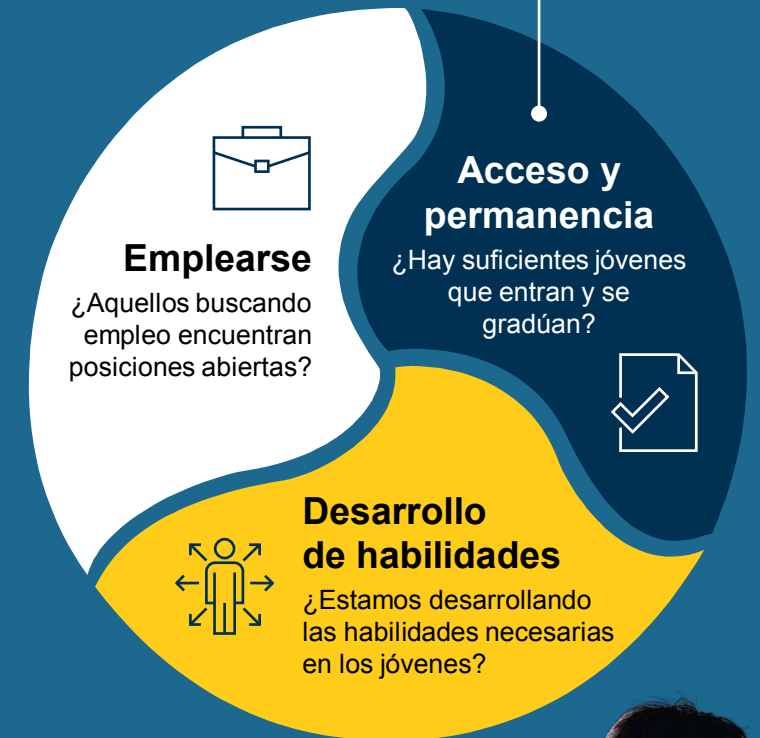 Acceso y
permanencia
¿Hay suficientes jóvenes
que entran y se
gradúan?
Emplearse
¿Aquellos buscando
empleo encuentran
posiciones abiertas?
Desarrollo
de habilidades
¿Estamos desarrollando
las habilidades necesarias
en los jóvenes?